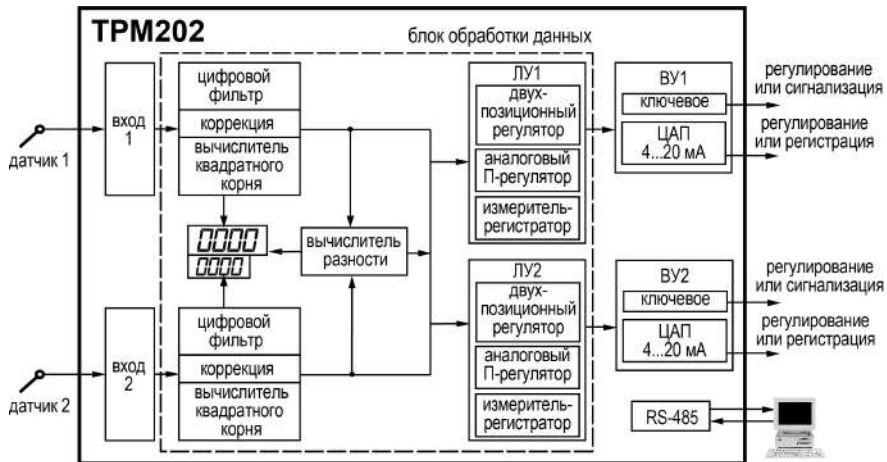 ТРМ202
блок обработки данных
датчик 1
вход
1
цифровой
фильтр
коррекция
вычислитель
квадратного
корня
0000
0000
вычислитель
разности
ЛУ1
двух-
позиционный
регулятор
аналоговый
П-регулятор
измеритель-
регистратор
ВУ1
ключевое
ЦАП
4...20 мА
регулирование
или сигнализация
регулирование
или регистрация
датчик 2
вход
2
цифровой
фильтр
коррекция
вычислитель
квадратного
корня
ЛУ2
двух-
позиционный
регулятор
аналоговый
П-регулятор
измеритель-
регистратор
ВУ2
ключевое
ЦАП
4...20 мА
регулирование
или сигнализация
регулирование
или регистрация
RS-485